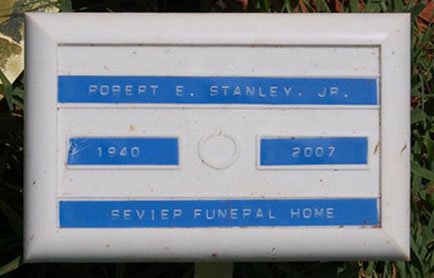 ROBERT E. STANLEY, JR.
1940 2007
SEVIER FUNERAL HOME